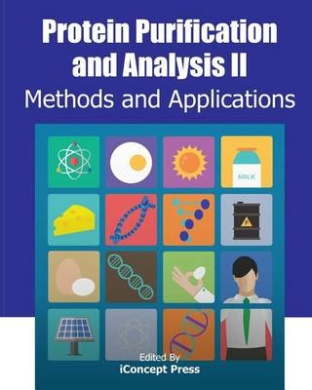 Protein Purification
and Analysis II
Methods and Applications
MILK
Edited By
iConcept Press